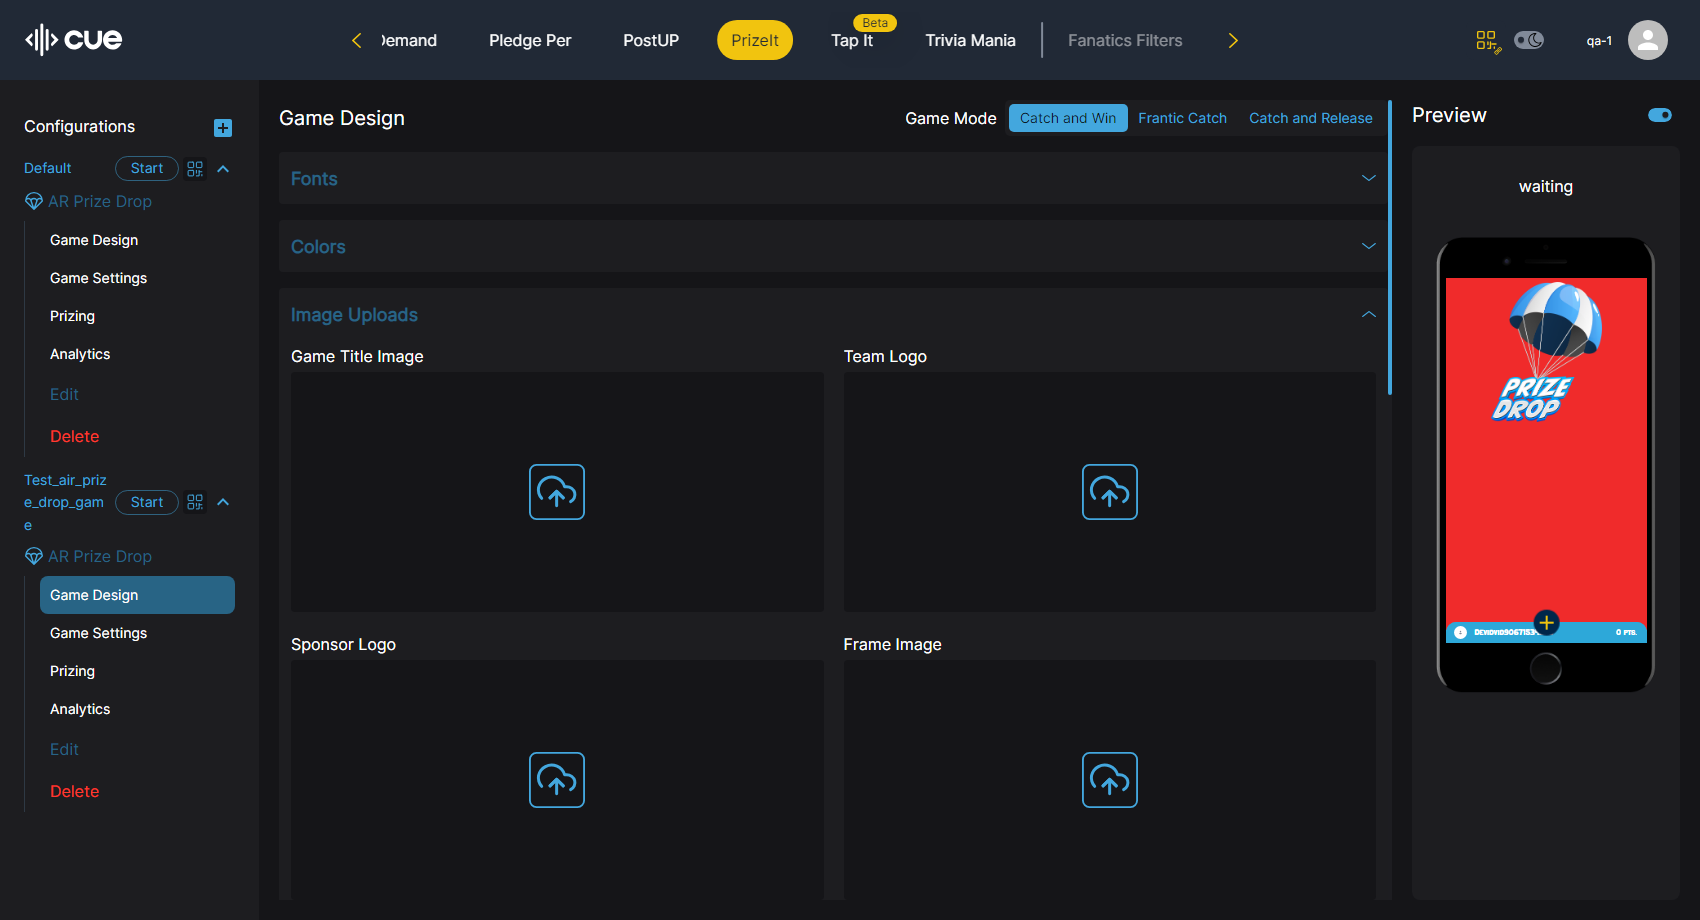 cue
Demand
Pledge Per
PostUP
PrizeIt
Beta
Tap It
Trivia Mania
Fanatics Filters
qa-1
Configurations
Default
Start
AR Prize Drop
Game Design
Game Settings
Prizing
Analytics
Edit
Delete
Test_air_priz
e_drop_gam
e
Start
AR Prize Drop
Game Design
Game Settings
Prizing
Analytics
Edit
Delete
Game Design
Game Mode
Catch and Win
Frantic Catch
Catch and Release
Fonts
Colors
Image Uploads
Game Title Image
Team Logo
Sponsor Logo
Frame Image
Preview
waiting
PRIZE
DROP
0 PTS.